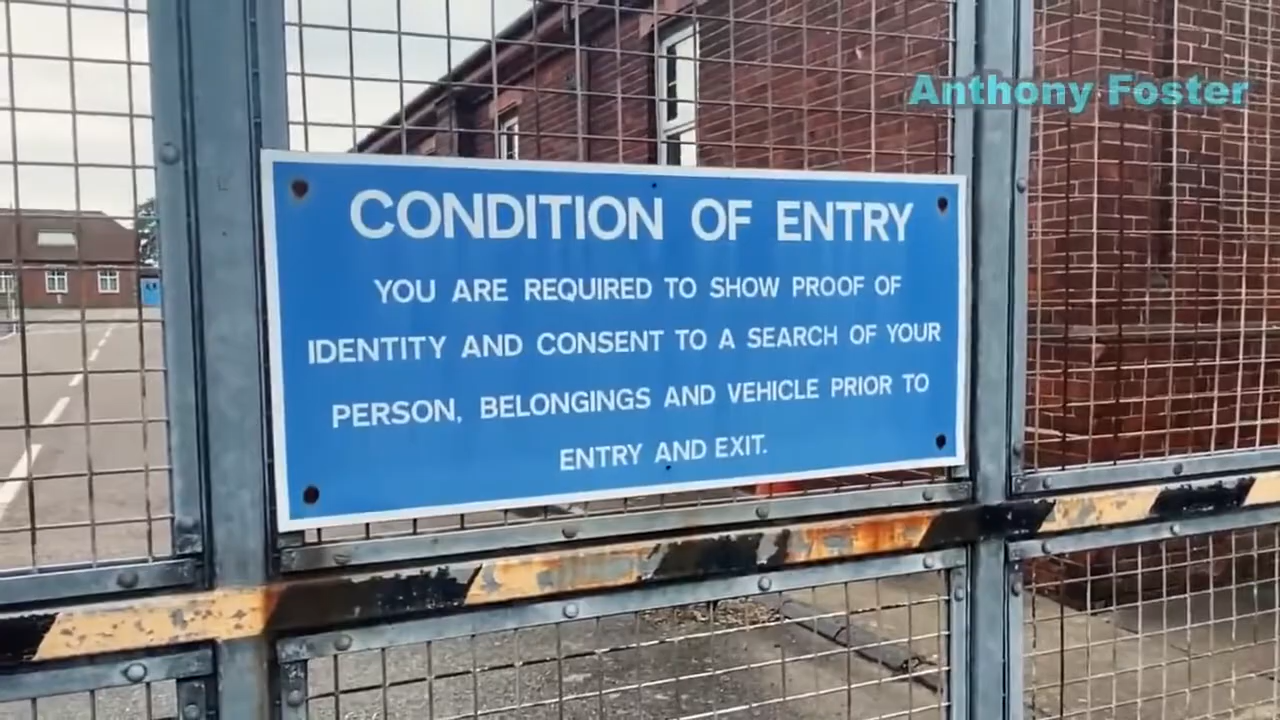 Anthony Foster
CONDITION OF ENTRY
YOU ARE REQUIRED TO SHOW PROOF OF
IDENTITY AND CONSENT TO A SEARCH OF YOUR
PERSON, BELONGINGS AND VEHICLE PRIOR TO
ENTRY AND EXIT.